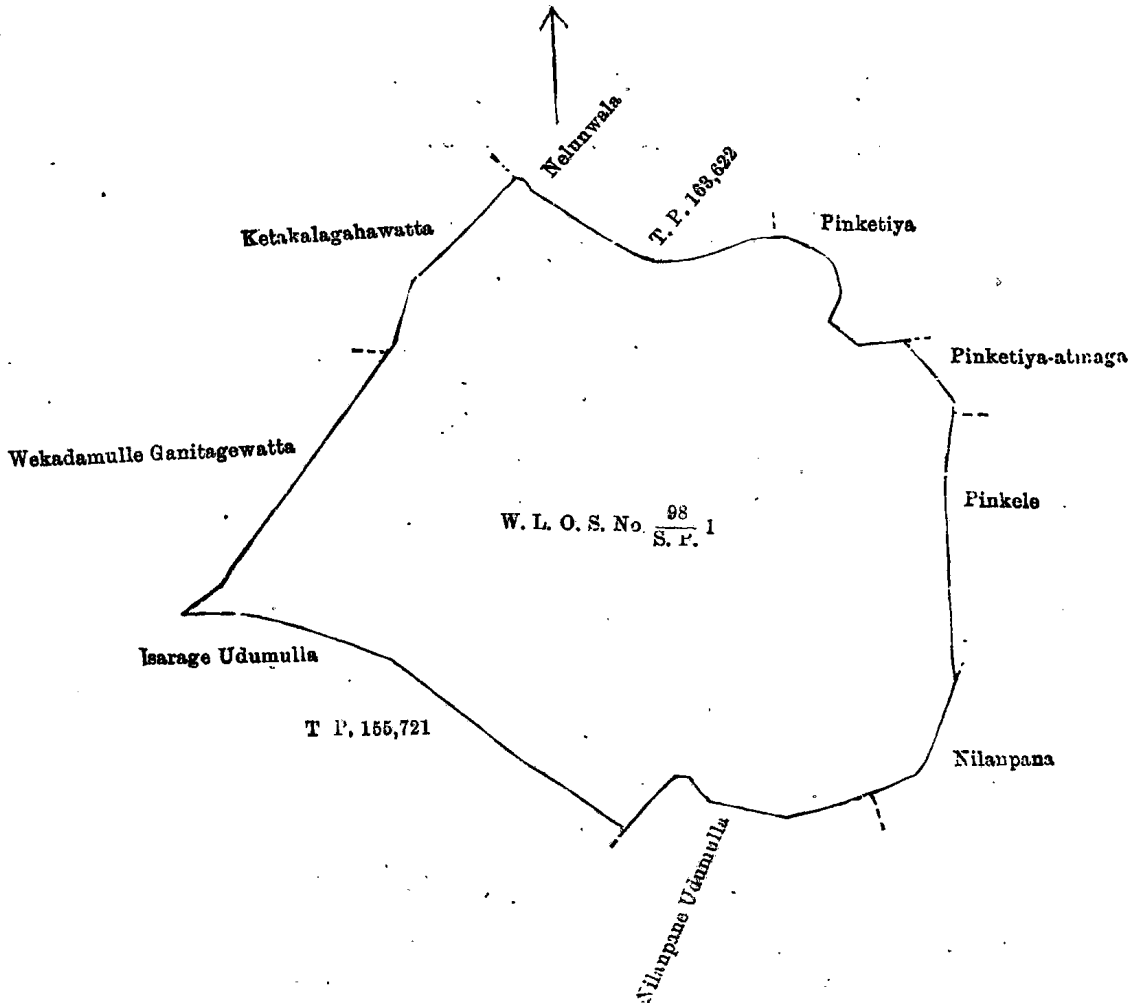 Nelunwala
T. P. 163,622
Ketakalagahawatta
Pinketiya
Pinketiya-atmaga
Wekadamulle Ganitagewatta
Pinkele
W. L. O. S. No. 98/S. P. 1
Isarage Udumulla
T P, 155,721
Nilanpana
Nilanpane Udumulla